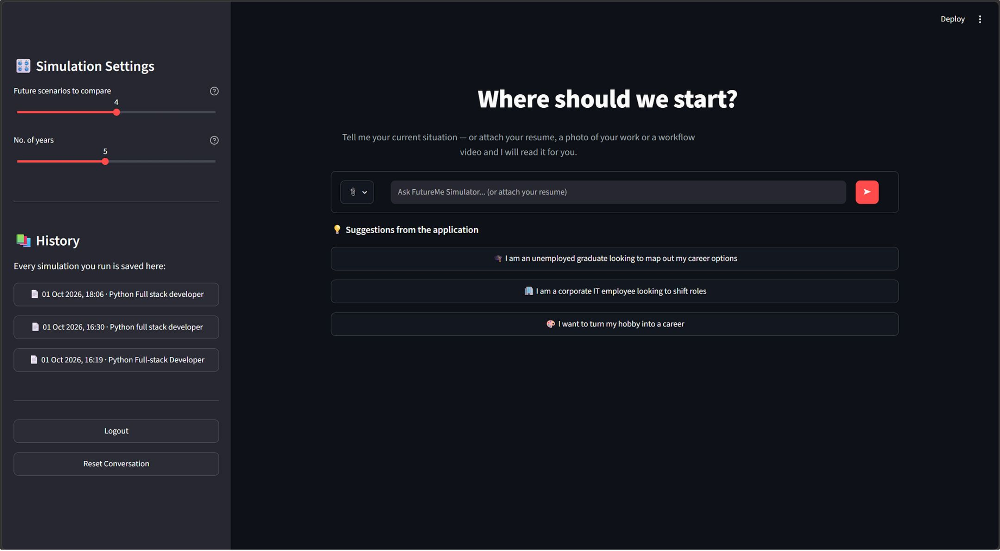 Deploy
Simulation Settings
Future scenarios to compare
4
No. of years
5
History
Every simulation you run is saved here:
01 Oct 2026, 18:06 · Python Full stack developer
01 Oct 2026, 16:30 · Python full stack developer
01 Oct 2026, 16:19 · Python Full-stack Developer
Logout
Reset Conversation
Where should we start?
Tell me your current situation — or attach your resume, a photo of your work or a workflow
video and I will read it for you.
Ask FutureMe Simulator... (or attach your resume)
Suggestions from the application
I am an unemployed graduate looking to map out my career options
I am a corporate IT employee looking to shift roles
I want to turn my hobby into a career